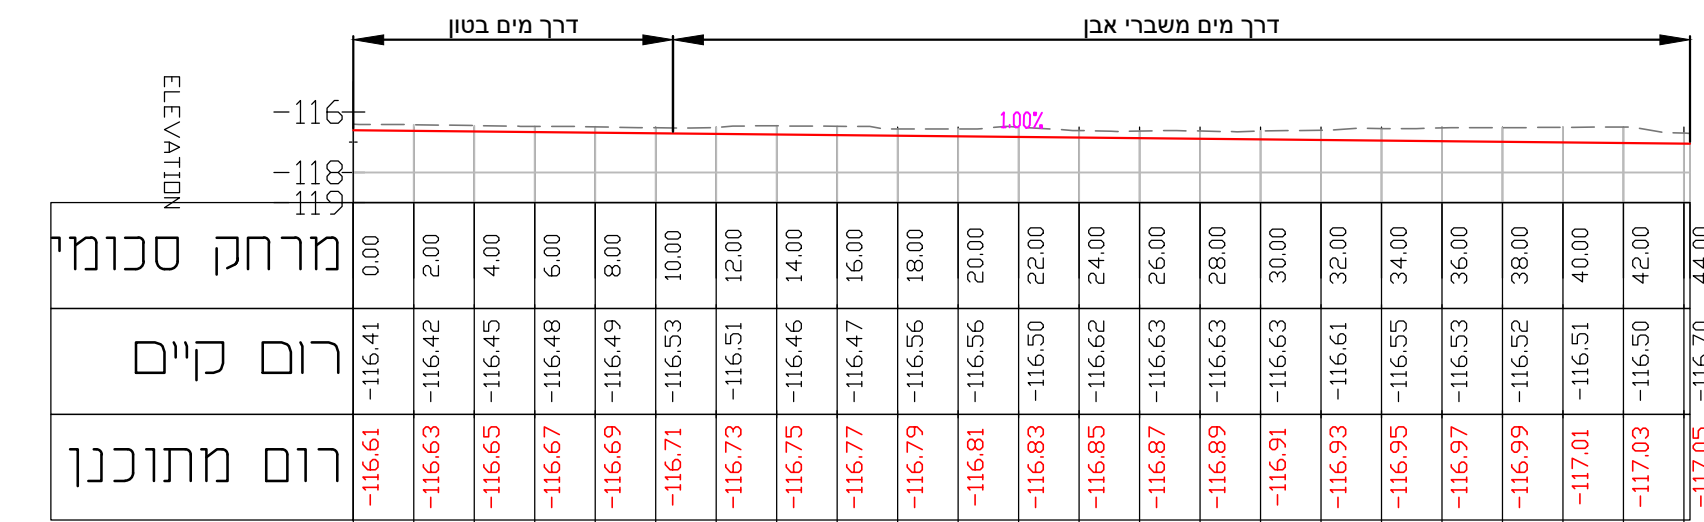 דרך מים בטון
דרך מים משברי אבן
ELEVATION
-116
-118
-119
1.00%
מרחק סכומי 0.00 2.00 4.00 6.00 8.00 10.00 12.00 14.00 16.00 18.00 20.00 22.00 24.00 26.00 28.00 30.00 32.00 34.00 36.00 38.00 40.00 42.00 44.00
רום קיים -116.41 -116.42 -116.45 -116.48 -116.49 -116.53 -116.51 -116.46 -116.47 -116.56 -116.56 -116.50 -116.62 -116.63 -116.63 -116.63 -116.61 -116.55 -116.53 -116.52 -116.51 -116.50 -116.70
רום מתוכנן -116.61 -116.63 -116.65 -116.67 -116.69 -116.71 -116.73 -116.75 -116.77 -116.79 -116.81 -116.83 -116.85 -116.87 -116.89 -116.91 -116.93 -116.95 -116.97 -116.99 -117.01 -117.03 -117.05